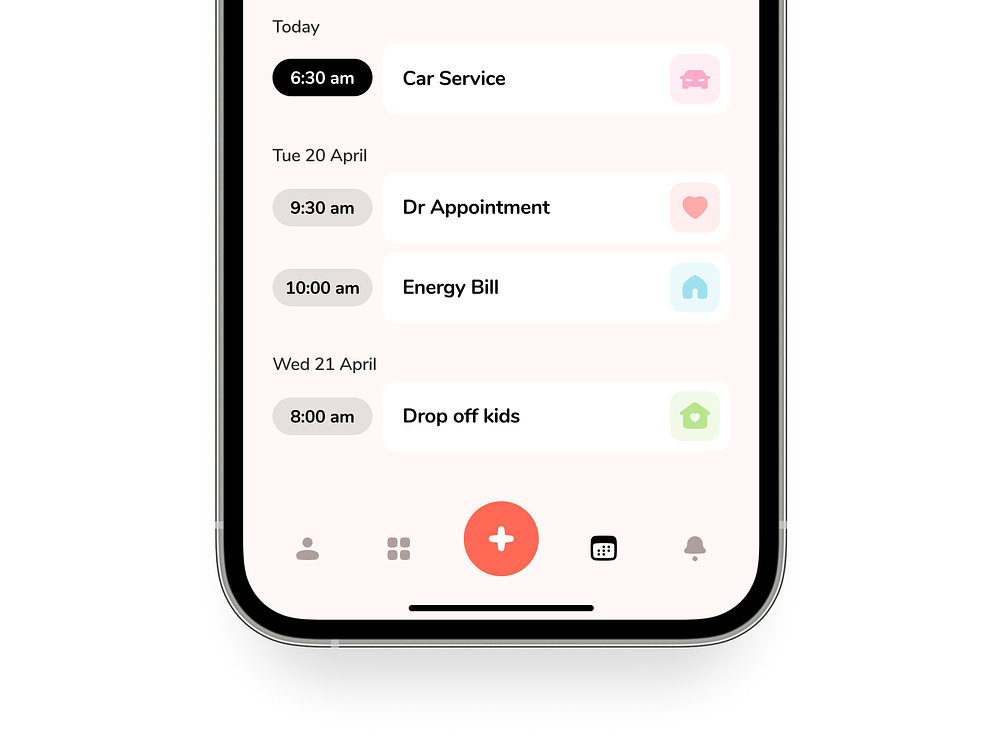 Today
6:30 am Car Service
Tue 20 April
9:30 am Dr Appointment
10:00 am Energy Bill
Wed 21 April
8:00 am Drop off kids